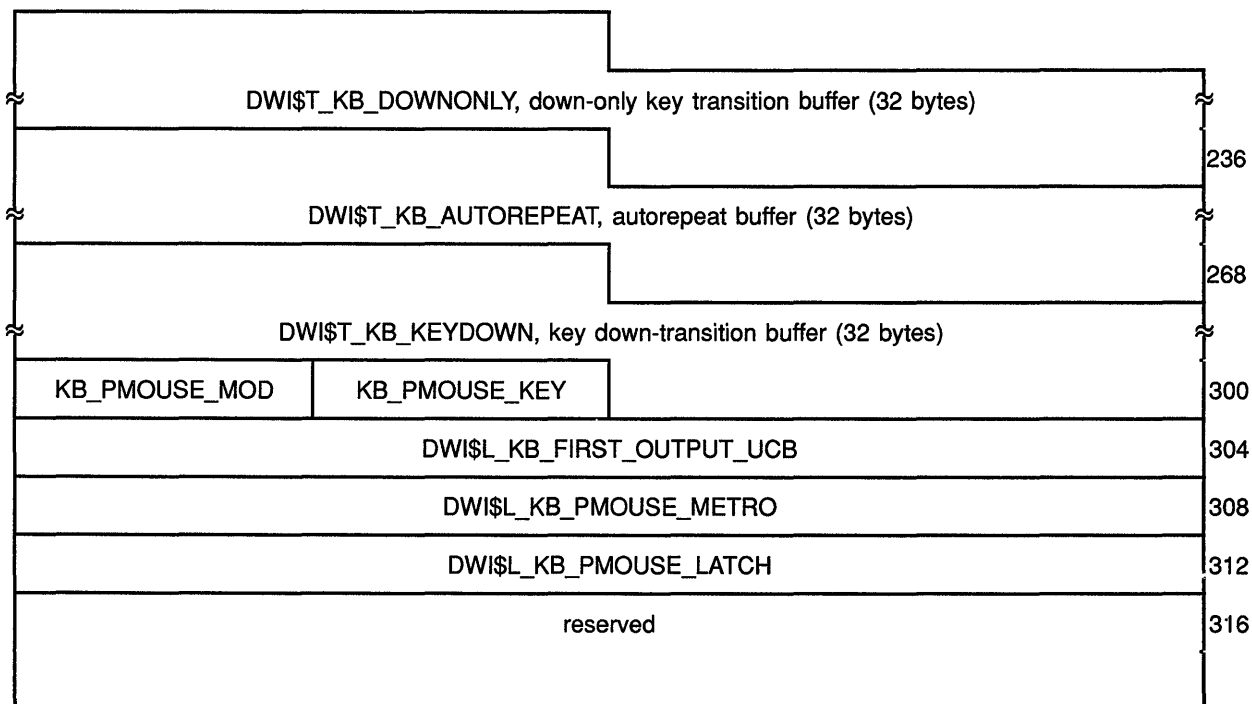 DWI$T_KB_DOWNONLY, down-only key transition buffer (32 bytes)
236
DWI$T_KB_AUTOREPEAT, autorepeat buffer (32 bytes)
268
DWI$T_KB_KEYDOWN, key down-transition buffer (32 bytes)
KB_PMOUSE_MOD KB_PMOUSE_KEY 300
DWI$L_KB_FIRST_OUTPUT_UCB 304
DWI$L_KB_PMOUSE_METRO 308
DWI$L_KB_PMOUSE_LATCH 312
reserved 316